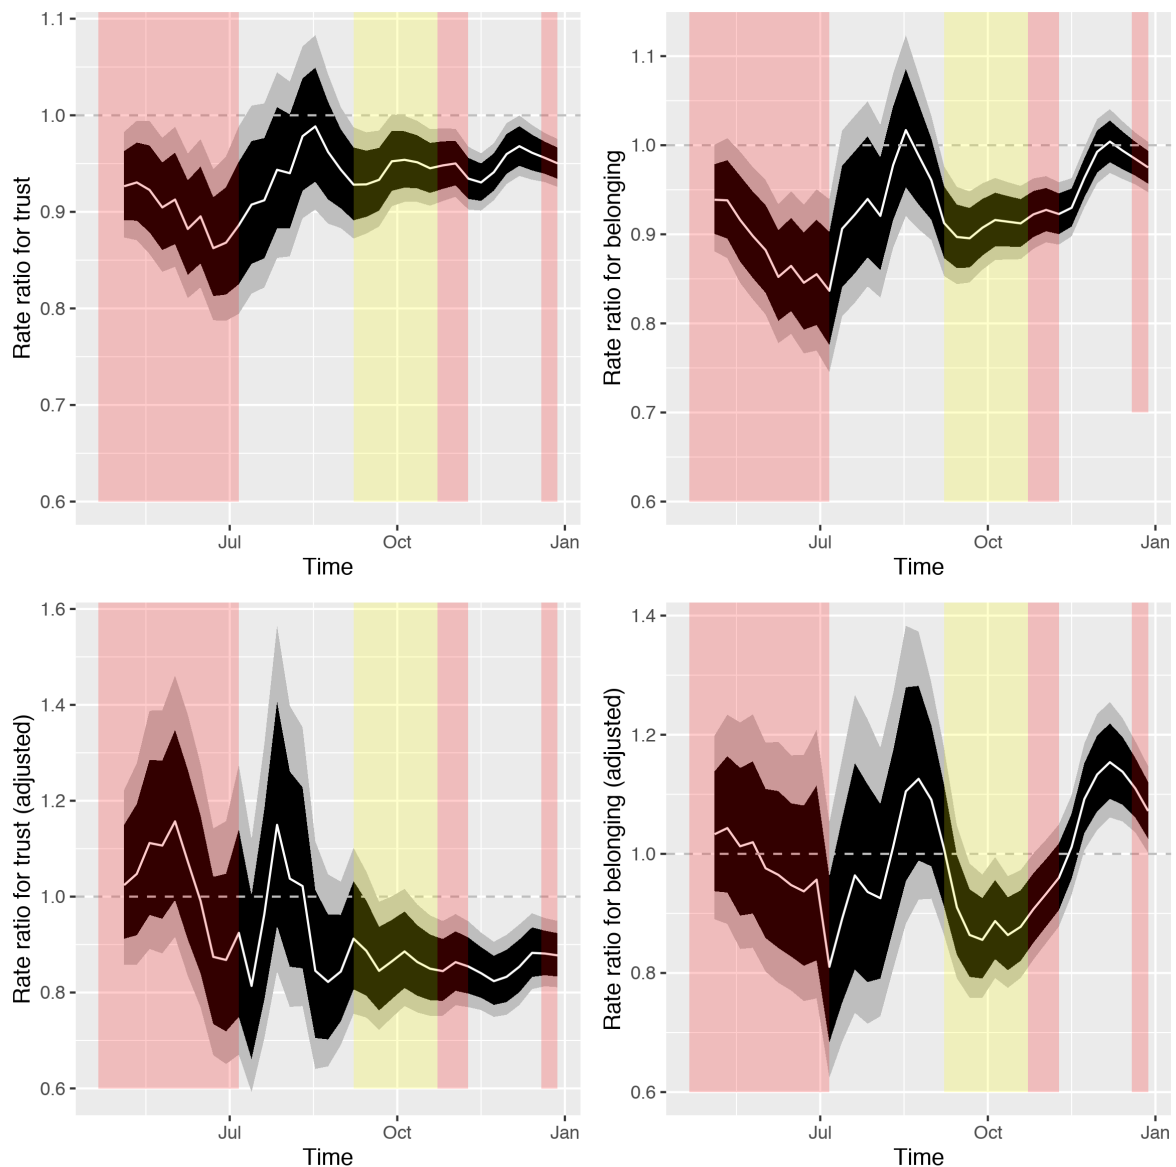 Rate ratio for trust
1.1
1.0
0.9
0.8
0.7
0.6
Jul
Oct
Jan
Time
Rate ratio for belonging
1.1
1.0
0.9
0.8
0.7
0.6
Jul
Oct
Jan
Time
Rate ratio for trust (adjusted)
1.6
1.4
1.2
1.0
0.8
0.6
Jul
Oct
Jan
Time
Rate ratio for belonging (adjusted)
1.4
1.2
1.0
0.8
0.6
Jul
Oct
Jan
Time